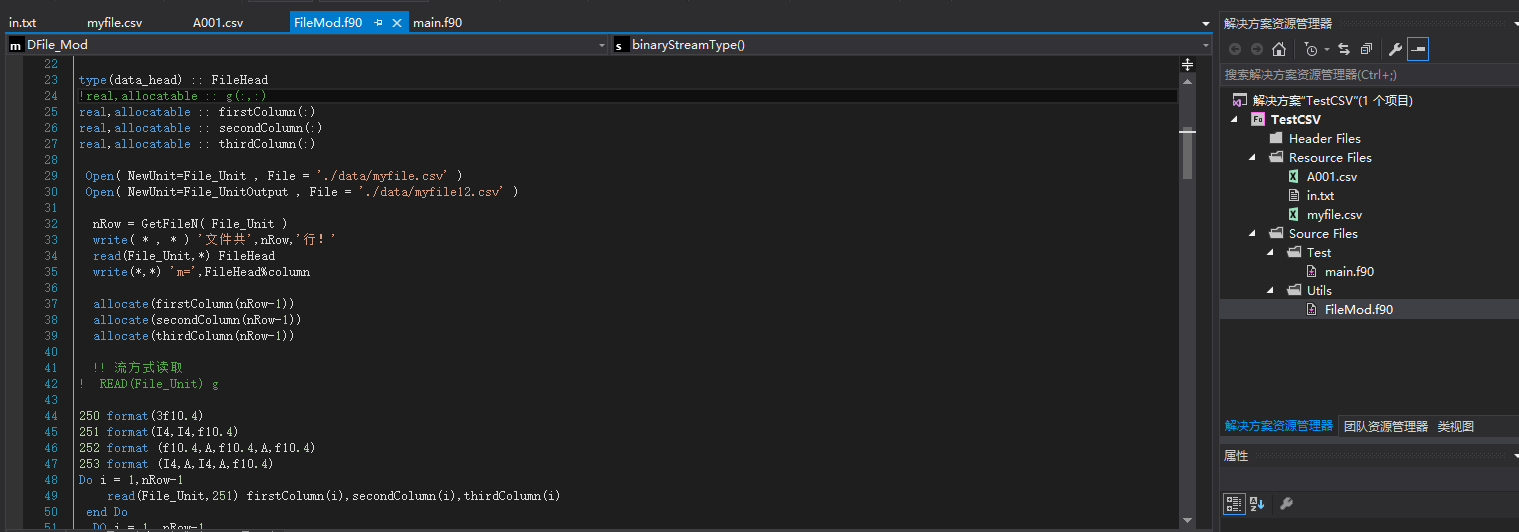 in.txt myfile.csv A001.csv FileMod.f90 main.f90
DFile_Mod binaryStreamType()
22
23 type(data_head) :: FileHead
24 !real,allocatable :: g(:,:)
25 real,allocatable :: firstColumn(:)
26 real,allocatable :: secondColumn(:)
27 real,allocatable :: thirdColumn(:)
28
29 Open( NewUnit=File_Unit , File = './data/myfile.csv' )
30 Open( NewUnit=File_UnitOutput , File = './data/myfile12.csv' )
31
32 nRow = GetFileN( File_Unit )
33 write( * , * ) '文件共',nRow,'行！'
34 read(File_Unit,*) FileHead
35 write(*,*) 'm=',FileHead%column
36
37 allocate(firstColumn(nRow-1))
38 allocate(secondColumn(nRow-1))
39 allocate(thirdColumn(nRow-1))
40
41 !! 流方式读取
42 ! READ(File_Unit) g
43
44 250 format(3f10.4)
45 251 format(I4,I4,f10.4)
46 252 format (f10.4,A,f10.4,A,f10.4)
47 253 format (I4,A,I4,A,f10.4)
48 Do i = 1,nRow-1
49 read(File_Unit,251) firstColumn(i),secondColumn(i),thirdColumn(i)
50 end Do
51 DO i = 1, nRow-1
解决方案资源管理器
搜索解决方案资源管理器(Ctrl+;)
解决方案"TestCSV"(1 个项目)
TestCSV
Header Files
Resource Files
A001.csv
in.txt
myfile.csv
Source Files
Test
main.f90
Utils
FileMod.f90
解决方案资源管理器 团队资源管理器 类视图
属性